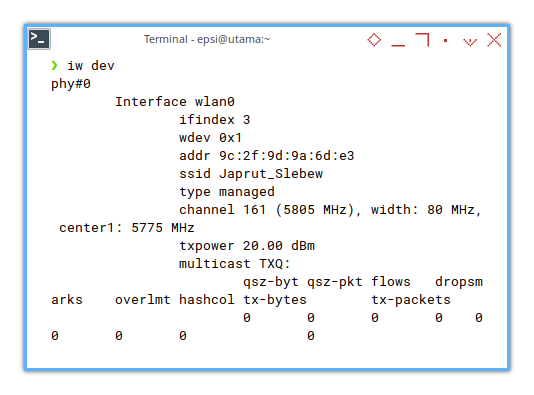 Terminal - epsi@utama:~
❯ iw dev
phy#0
Interface wlan0
ifindex 3
wdev 0x1
addr 9c:2f:9d:9a:6d:e3
ssid Japrut_Slebew
type managed
channel 161 (5805 MHz), width: 80 MHz,
center1: 5775 MHz
txpower 20.00 dBm
multicast TXQ:
qsz-byt qsz-pkt flows   dropsm
arks    overlmt hashcol tx-bytes        tx-packets
0       0       0       0    0
0       0       0               0